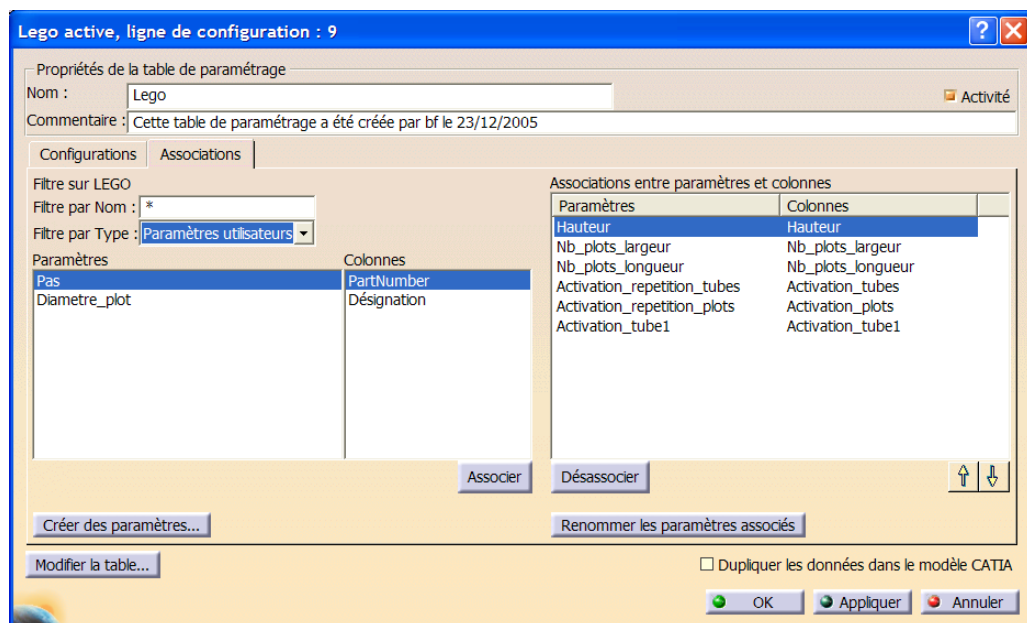 Lego active, ligne de configuration : 9
Propriétés de la table de paramétrage
Nom : Lego
Activité
Commentaire : Cette table de paramétrage a été créée par bf le 23/12/2005
Configurations Associations
Filtre sur LEGO
Filtre par Nom : *
Filtre par Type : Paramètres utilisateurs
Paramètres Colonnes
Pas PartNumber
Diametre_plot Désignation
Associer
Créer des paramètres...
Associations entre paramètres et colonnes
Paramètres Colonnes
Hauteur Hauteur
Nb_plots_largeur Nb_plots_largeur
Nb_plots_longueur Nb_plots_longueur
Activation_repetition_tubes Activation_tubes
Activation_repetition_plots Activation_plots
Activation_tube1 Activation_tube1
Désassocier
Renommer les paramètres associés
Modifier la table...
Dupliquer les données dans le modèle CATIA
OK Appliquer Annuler